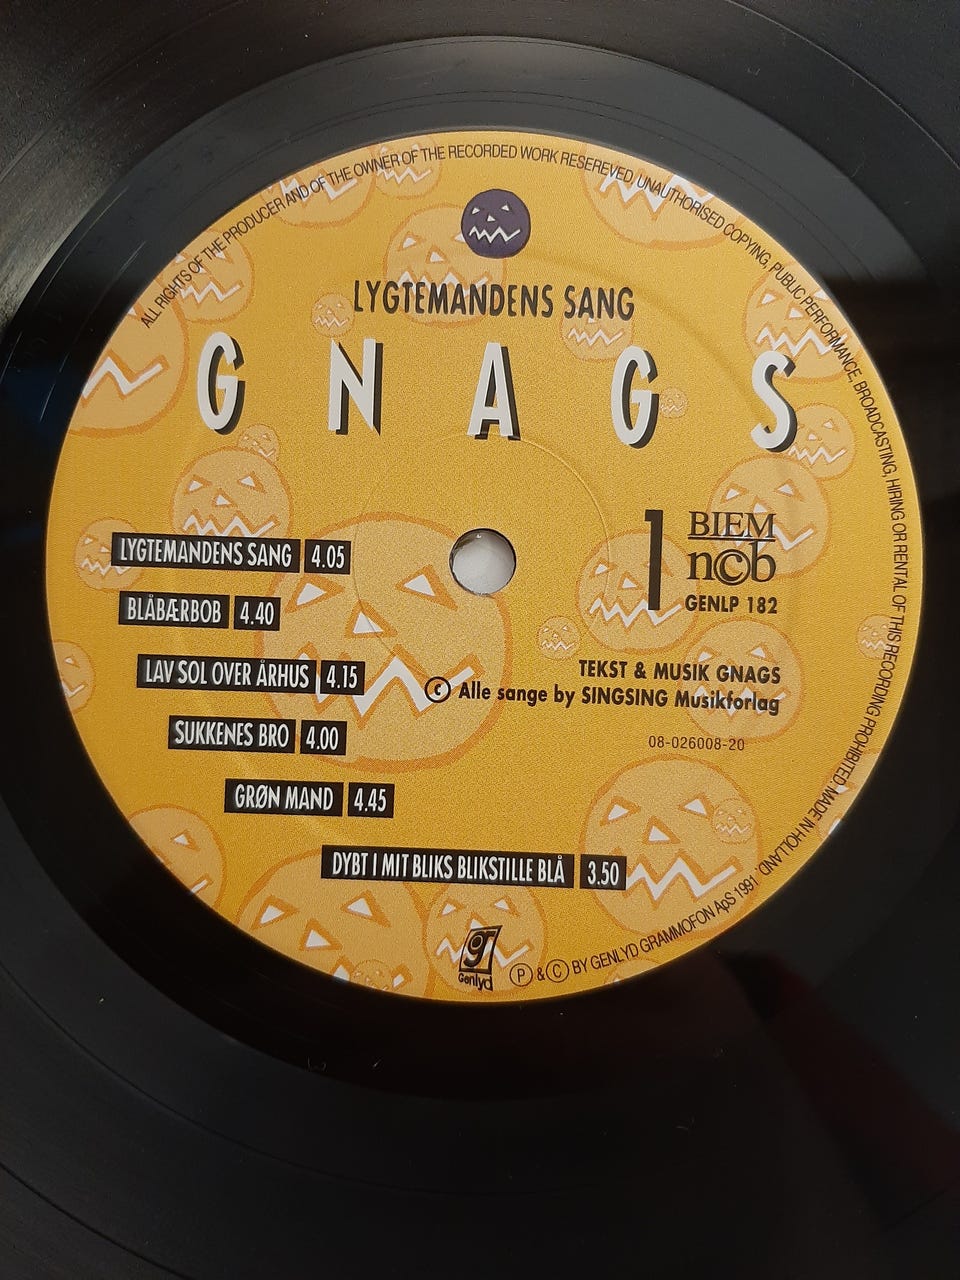 ALL RIGHTS OF THE PRODUCER AND OF THE OWNER OF THE RECORDED WORK RESEREVED. UNAUTHORISED COPYING, PUBLIC PERFORMANCE, BROADCASTING, HIRING OR RENTAL OF THIS RECORDING PROHIBITED. MADE IN HOLLAND.
LYGTEMANDENS SANG
GNAGS
LYGTEMANDENS SANG 4.05
BLÅBÆRBOB 4.40
LAV SOL OVER ÅRHUS 4.15
SUKKENES BRO 4.00
GRØN MAND 4.45
DYBT I MIT BLIKS BLIKSTILLE BLÅ 3.50
1
BIEM
n©b
GENLP 182
TEKST & MUSIK GNAGS
© Alle sange by SINGSING Musikforlag
08-026008-20
g
Genlyd
Ⓟ & © BY GENLYD GRAMMOFON ApS 1991